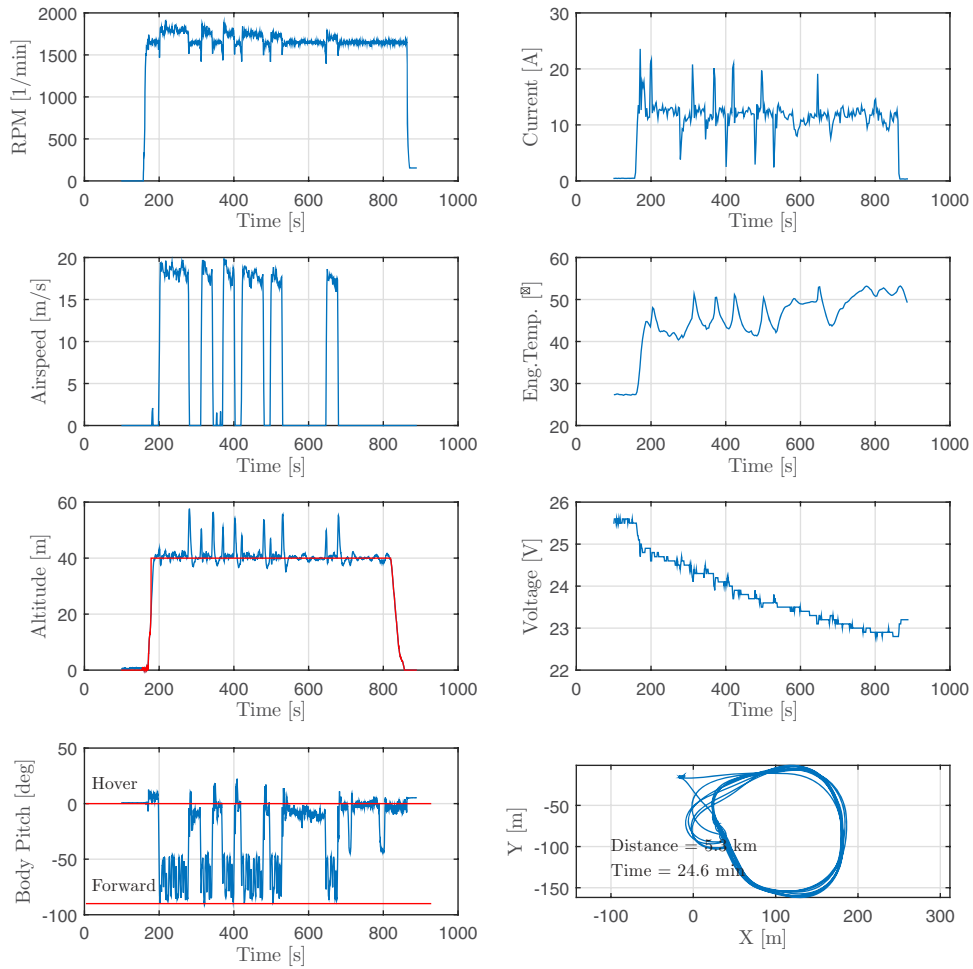 2000
1500
1000
500
0
RPM [1/min]
0 200 400 600 800 1000
Time [s]
30
20
10
0
Current [A]
0 200 400 600 800 1000
Time [s]
20
15
10
5
0
Airspeed [m/s]
0 200 400 600 800 1000
Time [s]
60
50
40
30
20
Eng.Temp. [
0 200 400 600 800 1000
Time [s]
60
40
20
0
Altitude [m]
0 200 400 600 800 1000
Time [s]
26
25
24
23
22
Voltage [V]
0 200 400 600 800 1000
Time [s]
50
0
-50
-100
Body Pitch [deg]
Hover
Forward
0 200 400 600 800 1000
Time [s]
-50
-100
-150
Y [m]
Distance = km
Time = 24.6 min
-100 0 100 200 300
X [m]